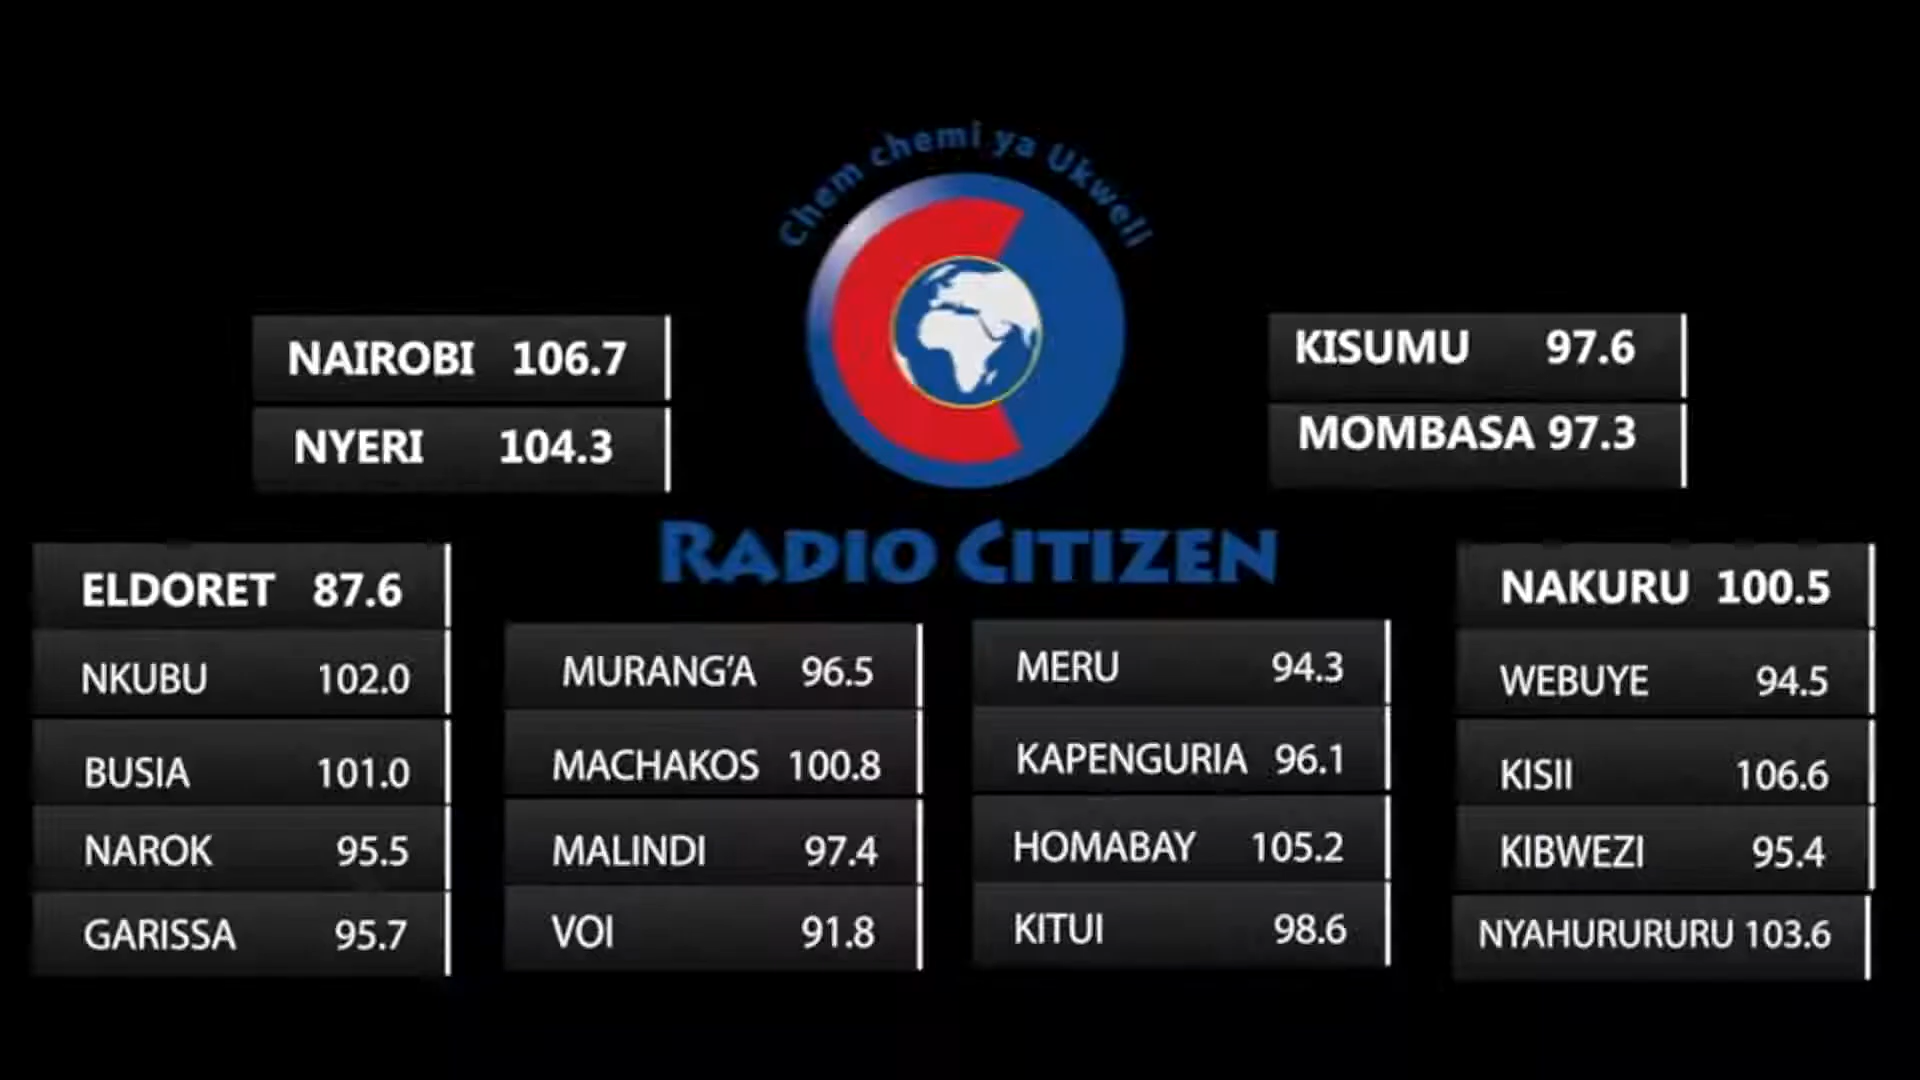 Chem chemi ya Ukweli
NAIROBI 106.7
NYERI 104.3
KISUMU 97.6
MOMBASA 97.3
RADIO CITIZEN
ELDORET 87.6
NKUBU 102.0
BUSIA 101.0
NAROK 95.5
GARISSA 95.7
MURANG'A 96.5
MACHAKOS 100.8
MALINDI 97.4
VOI 91.8
MERU 94.3
KAPENGURIA 96.1
HOMABAY 105.2
KITUI 98.6
NAKURU 100.5
WEBUYE 94.5
KISII 106.6
KIBWEZI 95.4
NYAHURURURU 103.6